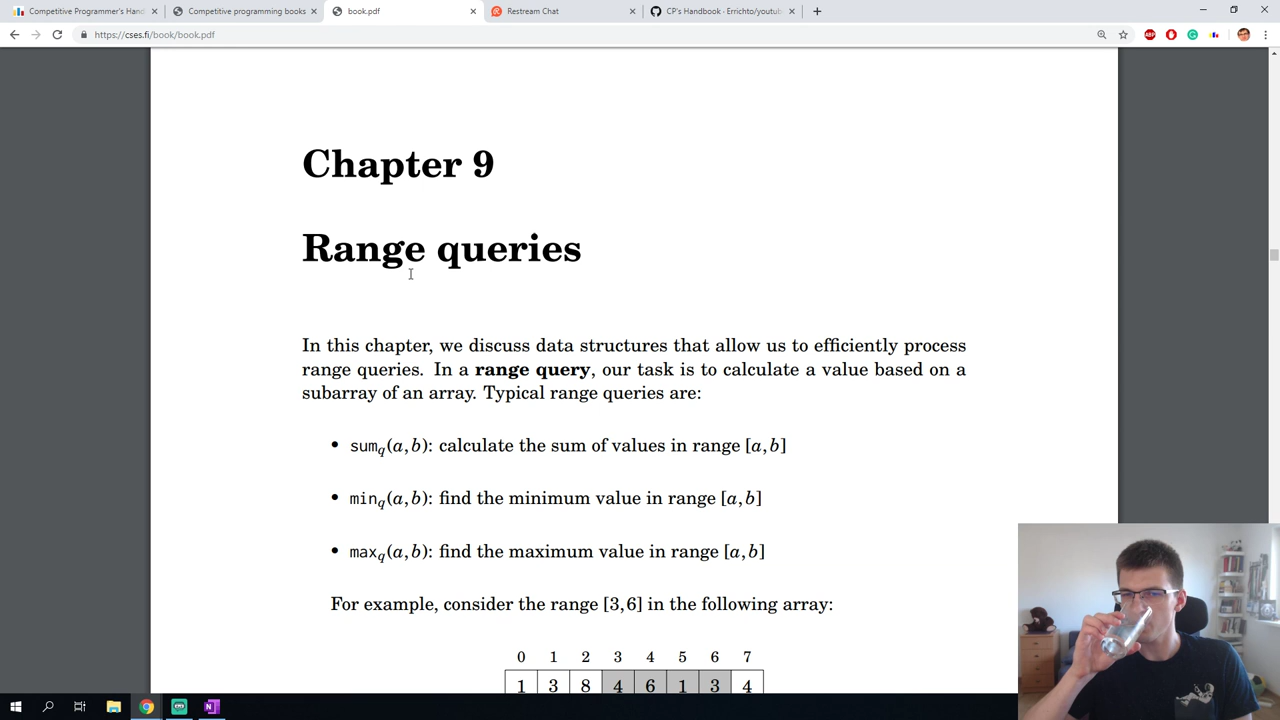 Competitive Programmer's Hand
Competitive programming books
book.pdf
Restream Chat
CP's Handbook · Errichto/youtub
https://cses.fi/book/book.pdf
Chapter 9
Range queries
In this chapter, we discuss data structures that allow us to efficiently process
range queries. In a range query, our task is to calculate a value based on a
subarray of an array. Typical range queries are:
• sumq(a,b): calculate the sum of values in range [a,b]
• minq(a,b): find the minimum value in range [a,b]
• maxq(a,b): find the maximum value in range [a,b]
For example, consider the range [3,6] in the following array:
0 1 2 3 4 5 6 7
1 3 8 4 6 1 3 4